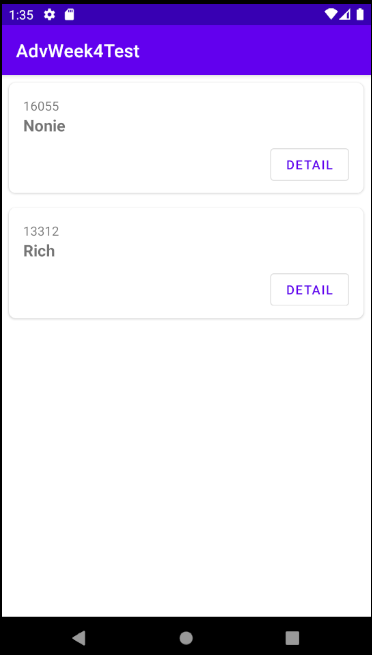 1:35
AdvWeek4Test
16055
Nonie
DETAIL
13312
Rich
DETAIL